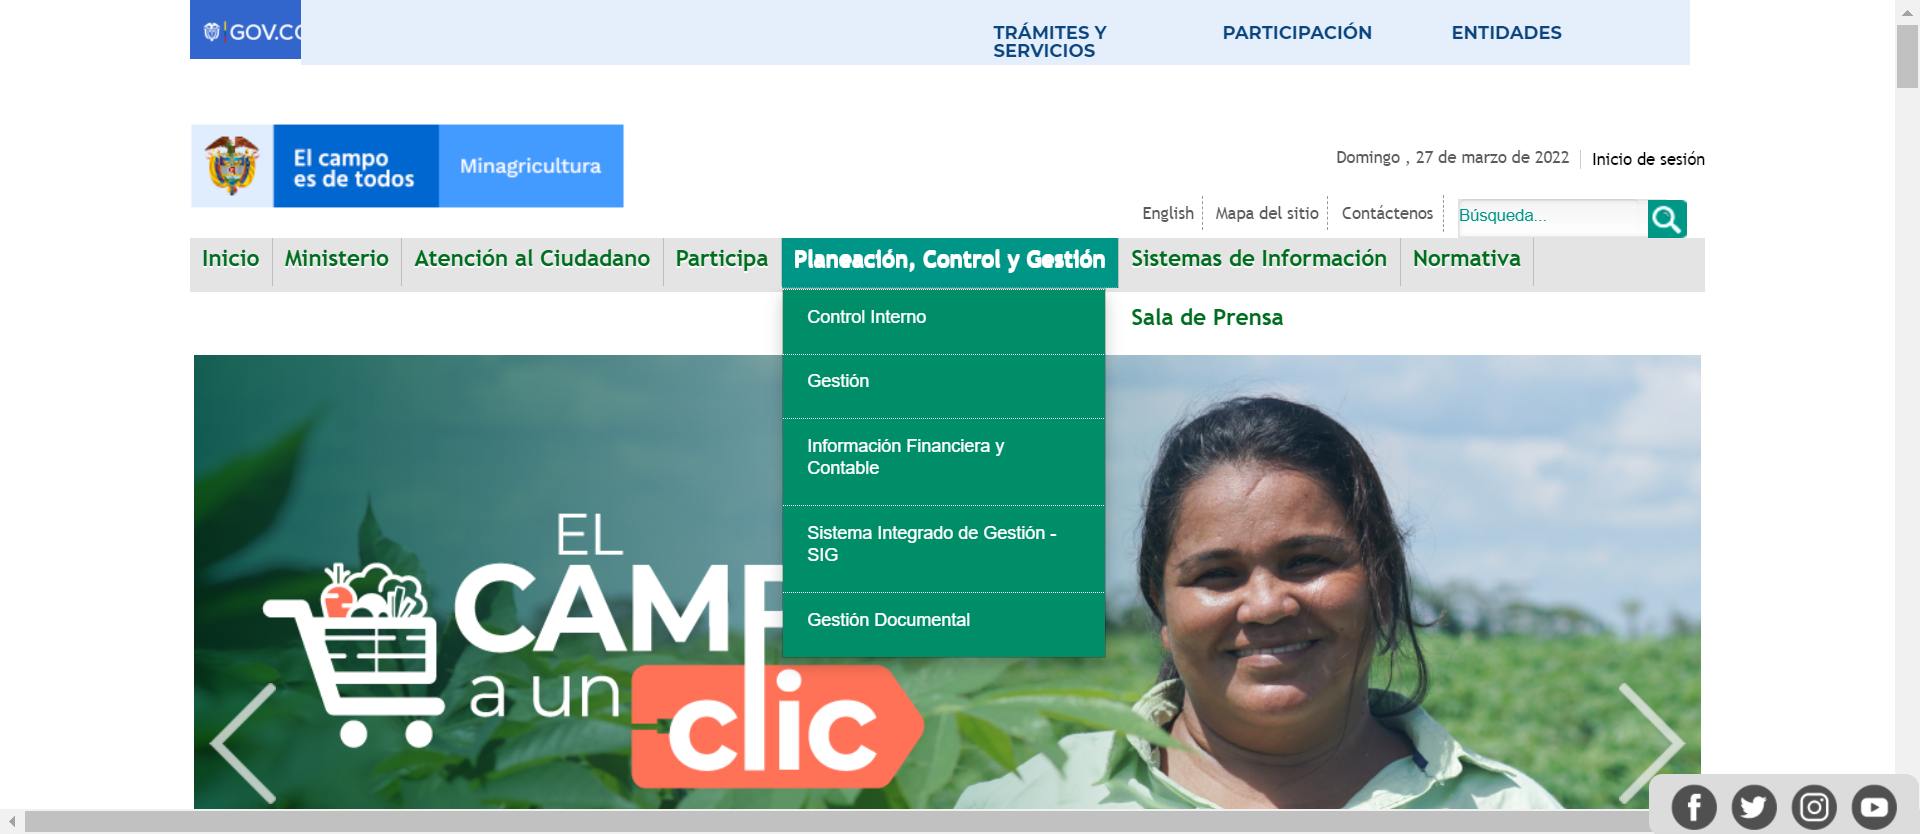 GOV.CO
TRÁMITES Y
SERVICIOS
PARTICIPACIÓN
ENTIDADES
El campo
es de todos
Minagricultura
Domingo , 27 de marzo de 2022
Inicio de sesión
English
Mapa del sitio
Contáctenos
Búsqueda...
Inicio
Ministerio
Atención al Ciudadano
Participa
Planeación, Control y Gestión
Sistemas de Información
Normativa
Sala de Prensa
Control Interno
Gestión
Información Financiera y
Contable
Sistema Integrado de Gestión -
SIG
Gestión Documental
EL
CAMP
a un
clic